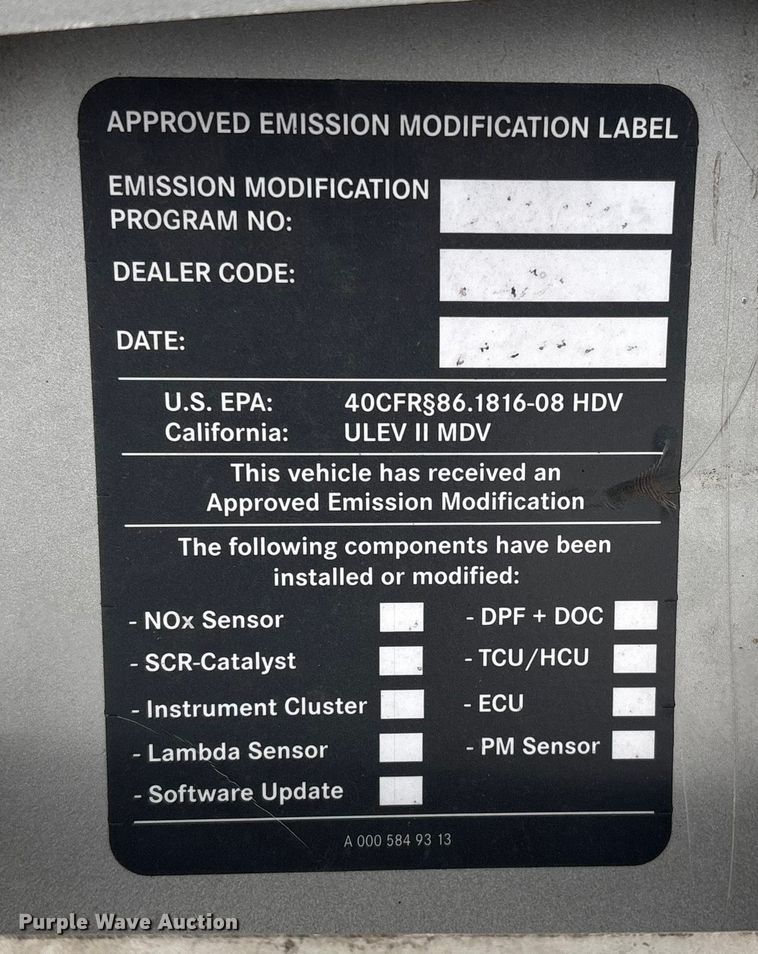 APPROVED EMISSION MODIFICATION LABEL
EMISSION MODIFICATION
PROGRAM NO:
DEALER CODE:
DATE:
U.S. EPA: 40CFR§86.1816-08 HDV
California: ULEV II MDV
This vehicle has received an
Approved Emission Modification
The following components have been
installed or modified:
- NOx Sensor - DPF + DOC
- SCR-Catalyst - TCU/HCU
- Instrument Cluster - ECU
- Lambda Sensor - PM Sensor
- Software Update
A 000 584 93 13
Purple Wave Auction